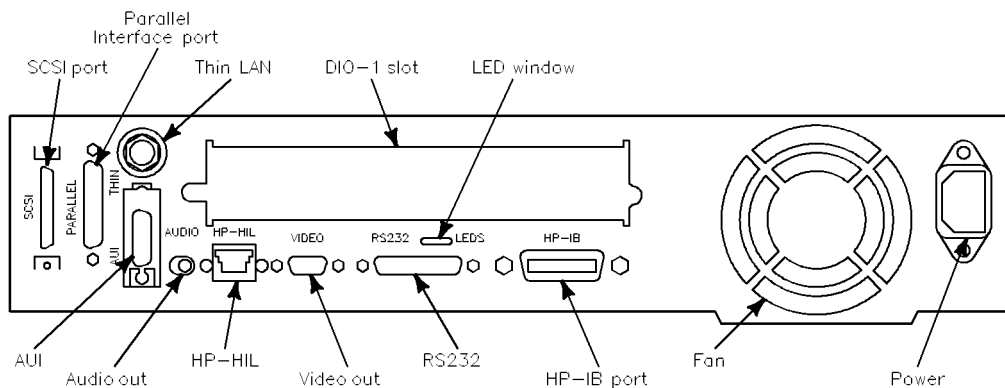 Parallel
Interface port
SCSI port
Thin LAN
DIO-1 slot
LED window
SCSI
PARALLEL
THIN
AUI
AUDIO
HP-HIL
VIDEO
RS232
LEDS
HP-IB
AUI
Audio out
HP-HIL
Video out
RS232
HP-IB port
Fan
Power